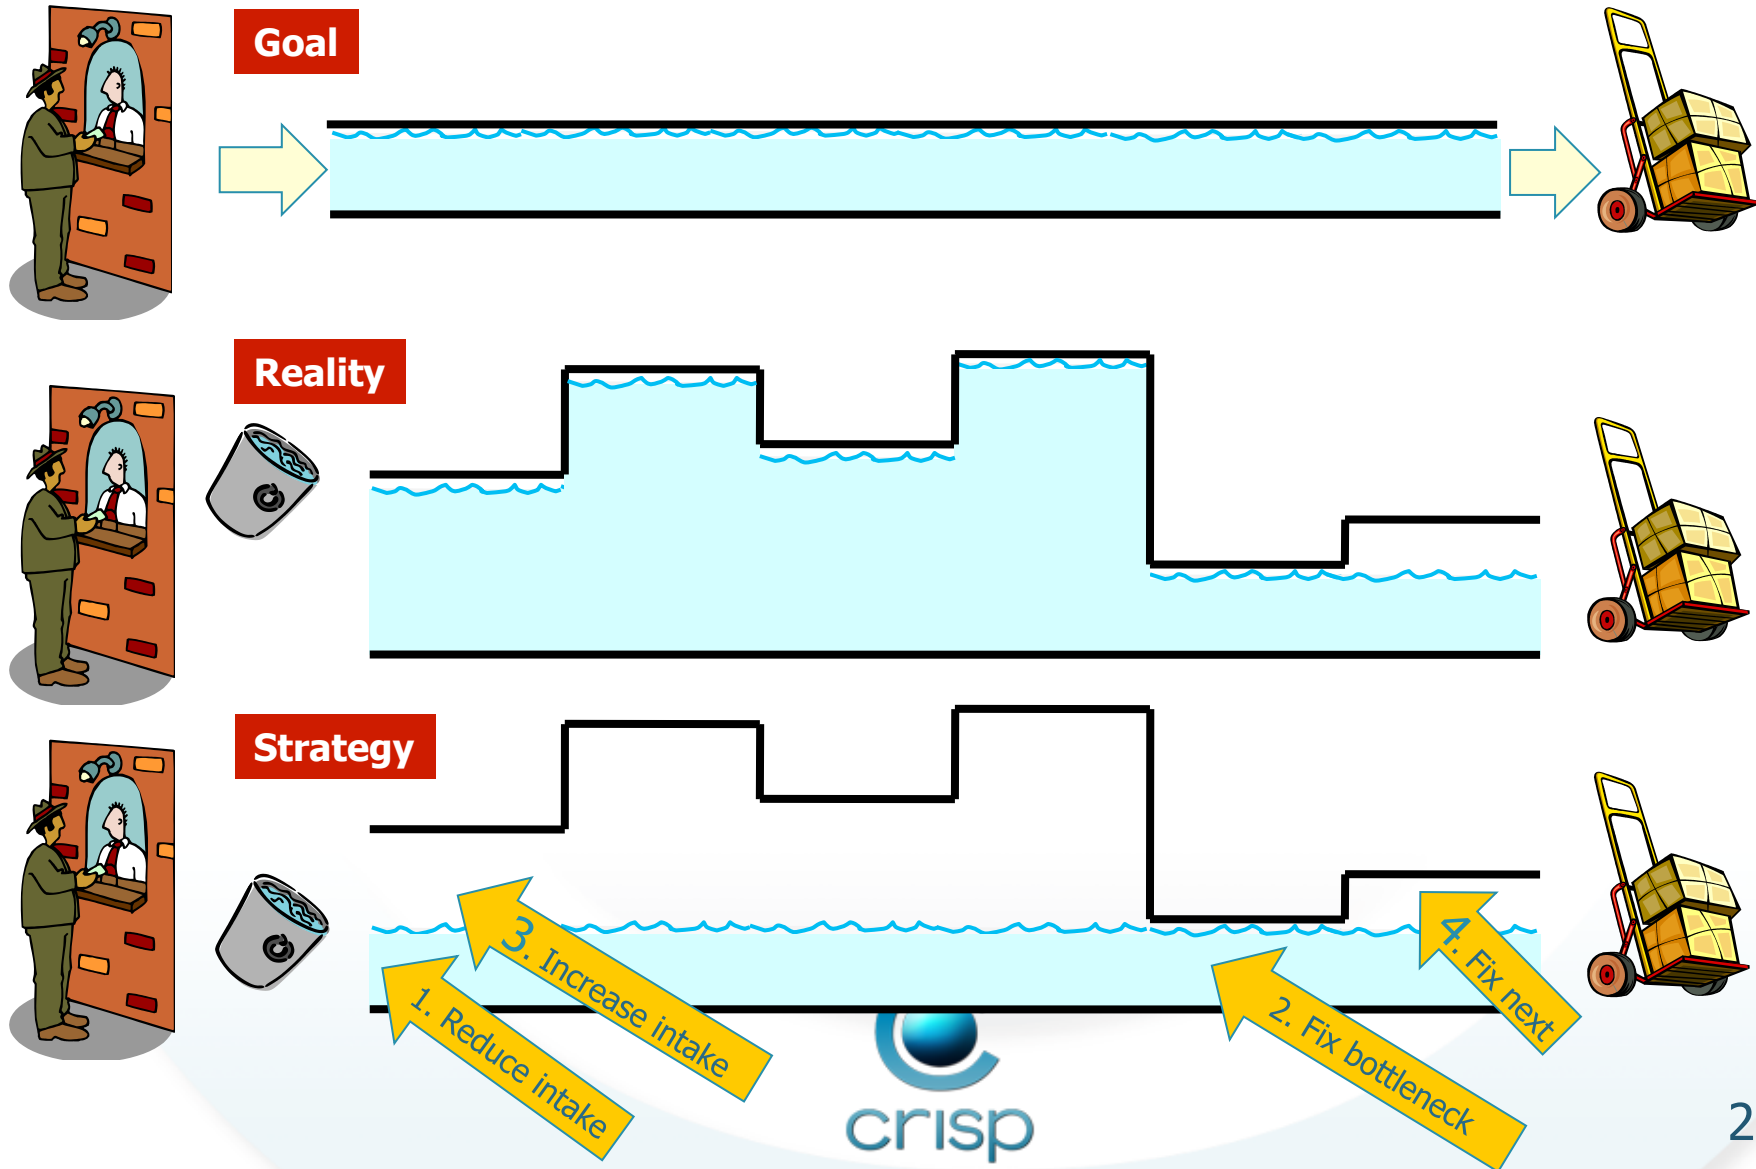 Goal
Reality
Strategy
3. Increase intake
1. Reduce intake
2. Fix bottleneck
4. Fix next
crisp
2